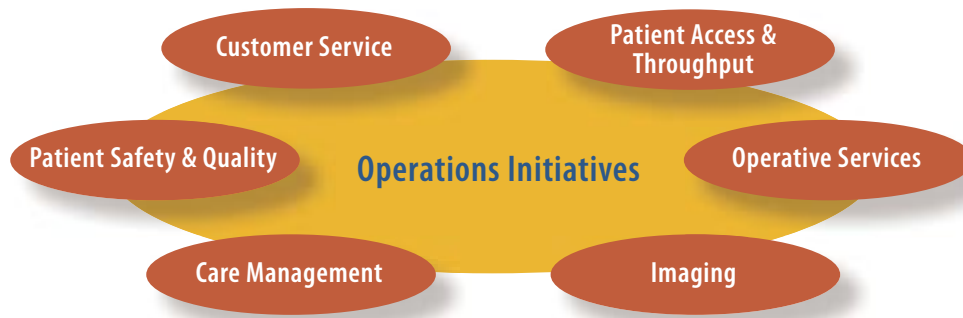 Customer Service
Patient Access &
Throughput
Patient Safety & Quality
Operations Initiatives
Operative Services
Care Management
Imaging